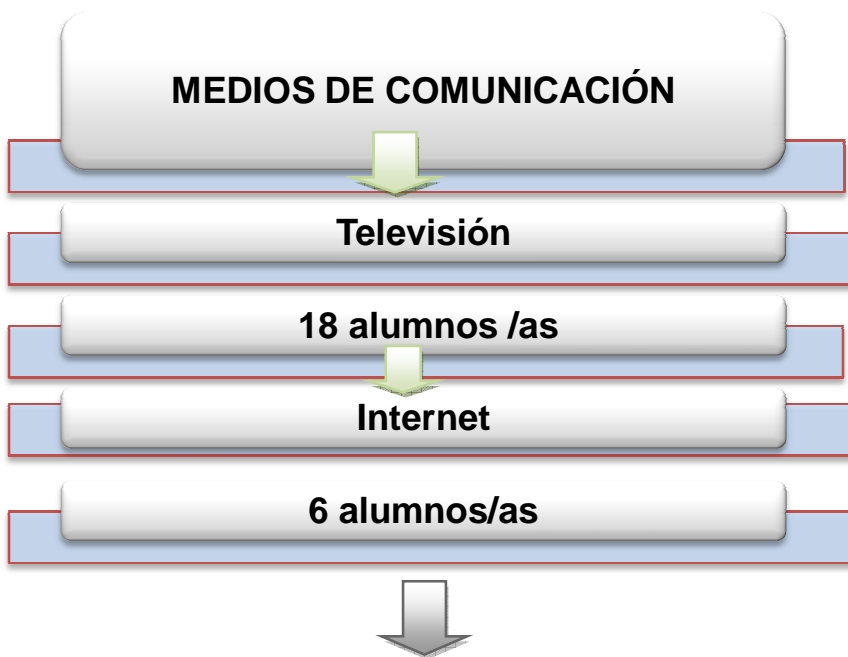 MEDIOS DE COMUNICACIÓN
Televisión
18 alumnos /as
Internet
6 alumnos/as